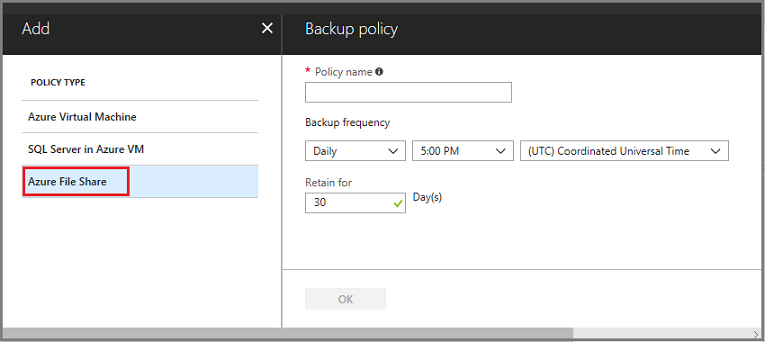 Add
Backup policy
POLICY TYPE
Azure Virtual Machine
SQL Server in Azure VM
Azure File Share
* Policy name
Backup frequency
Daily 5:00 PM (UTC) Coordinated Universal Time
Retain for
30 Day(s)
OK